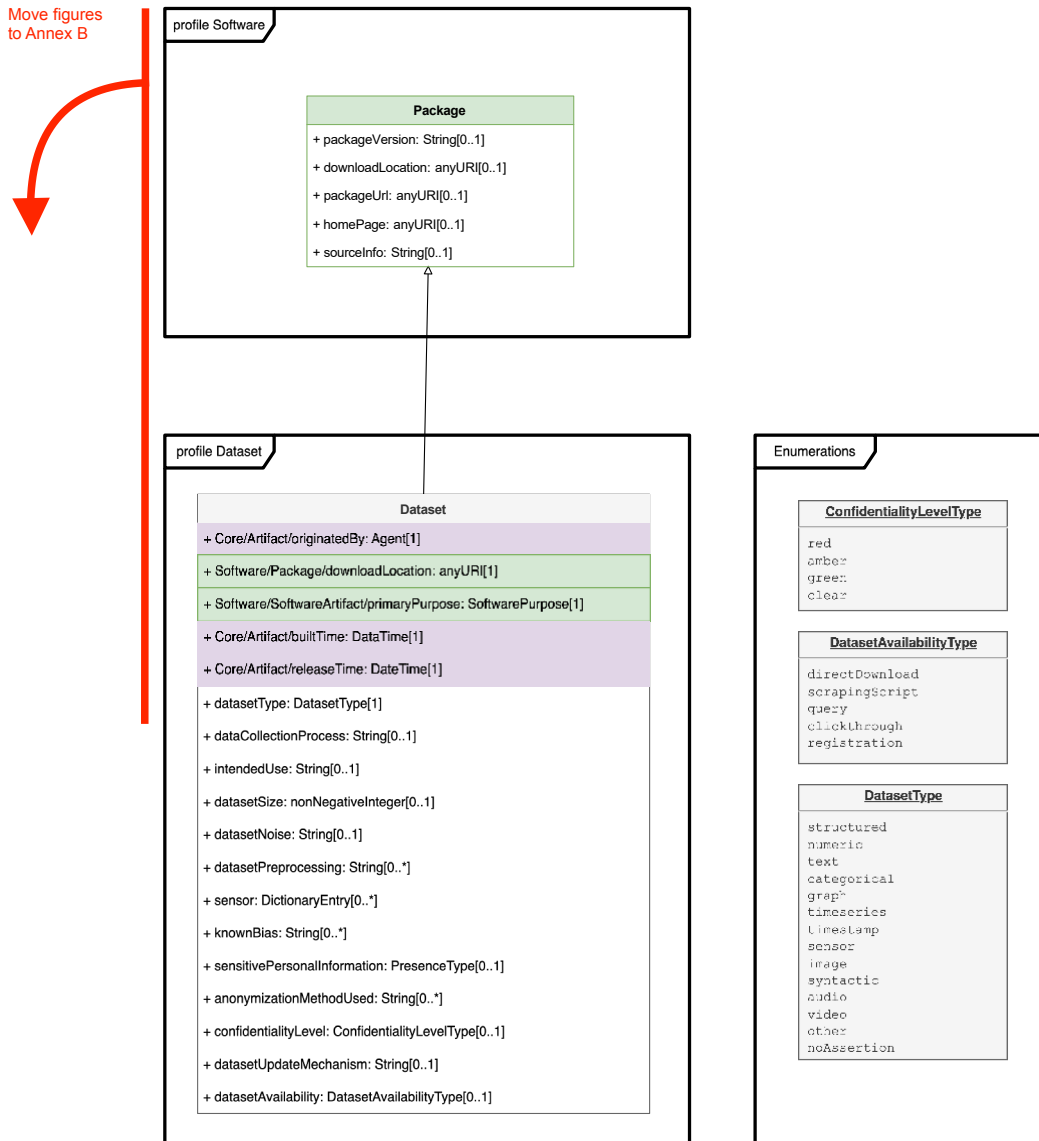 Move figures
to Annex B
profile Software
Package
+ packageVersion: String[0..1]
+ downloadLocation: anyURI[0..1]
+ packageUrl: anyURI[0..1]
+ homePage: anyURI[0..1]
+ sourceInfo: String[0..1]
profile Dataset
Dataset
+ Core/Artifact/originatedBy: Agent[1]
+ Software/Package/downloadLocation: anyURI[1]
+ Software/SoftwareArtifact/primaryPurpose: SoftwarePurpose[1]
+ Core/Artifact/builtTime: DataTime[1]
+ Core/Artifact/releaseTime: DateTime[1]
+ datasetType: DatasetType[1]
+ dataCollectionProcess: String[0..1]
+ intendedUse: String[0..1]
+ datasetSize: nonNegativeInteger[0..1]
+ datasetNoise: String[0..1]
+ datasetPreprocessing: String[0..*]
+ sensor: DictionaryEntry[0..*]
+ knownBias: String[0..*]
+ sensitivePersonalInformation: PresenceType[0..1]
+ anonymizationMethodUsed: String[0..*]
+ confidentialityLevel: ConfidentialityLevelType[0..1]
+ datasetUpdateMechanism: String[0..1]
+ datasetAvailability: DatasetAvailabilityType[0..1]
Enumerations
ConfidentialityLevelType
red
amber
green
clear
DatasetAvailabilityType
directDownload
scrapingScript
query
clickthrough
registration
DatasetType
structured
numeric
text
categorical
graph
timeseries
timestamp
sensor
image
syntactic
audio
video
other
noAssertion